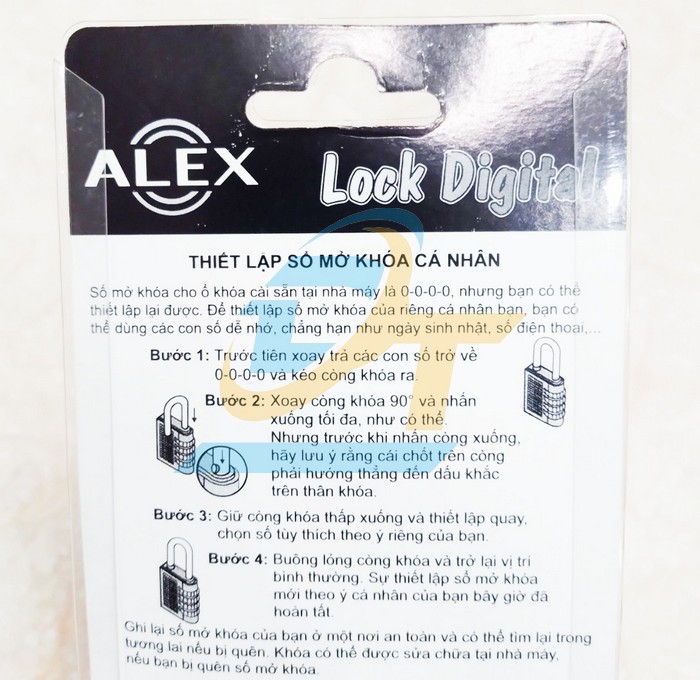 ALEX
Lock Digital
THIẾT LẬP SỐ MỞ KHÓA CÁ NHÂN
Số mở khóa cho ổ khóa cài sẵn tại nhà máy là 0-0-0-0, nhưng bạn có thể
thiết lập lại được. Để thiết lập số mở khóa của riêng cá nhân bạn, bạn có
thể dùng các con số dễ nhớ, chẳng hạn như ngày sinh nhật, số điện thoại,...
Bước 1: Trước tiên xoay trả các con số trở về
0-0-0-0 và kéo còng khóa ra.
Bước 2: Xoay còng khóa 90° và nhấn
xuống tối đa, như có thể.
Nhưng trước khi nhấn còng xuống,
hãy lưu ý rằng cái chốt trên còng
phải hướng thẳng đến dấu khắc
trên thân khóa.
Bước 3: Giữ còng khóa thấp xuống và thiết lập quay,
chọn số tùy thích theo ý riêng của bạn.
Bước 4: Buông lỏng còng khóa và trở lại vị trí
bình thường. Sự thiết lập số mở khóa
mới theo ý cá nhân của bạn bây giờ đã
hoàn tất.
Ghi lại số mở khóa của bạn ở một nơi an toàn và có thể tìm lại trong
tương lai nếu bị quên. Khóa có thể được sửa chữa tại nhà máy,
nếu bạn bị quên số mở khóa.